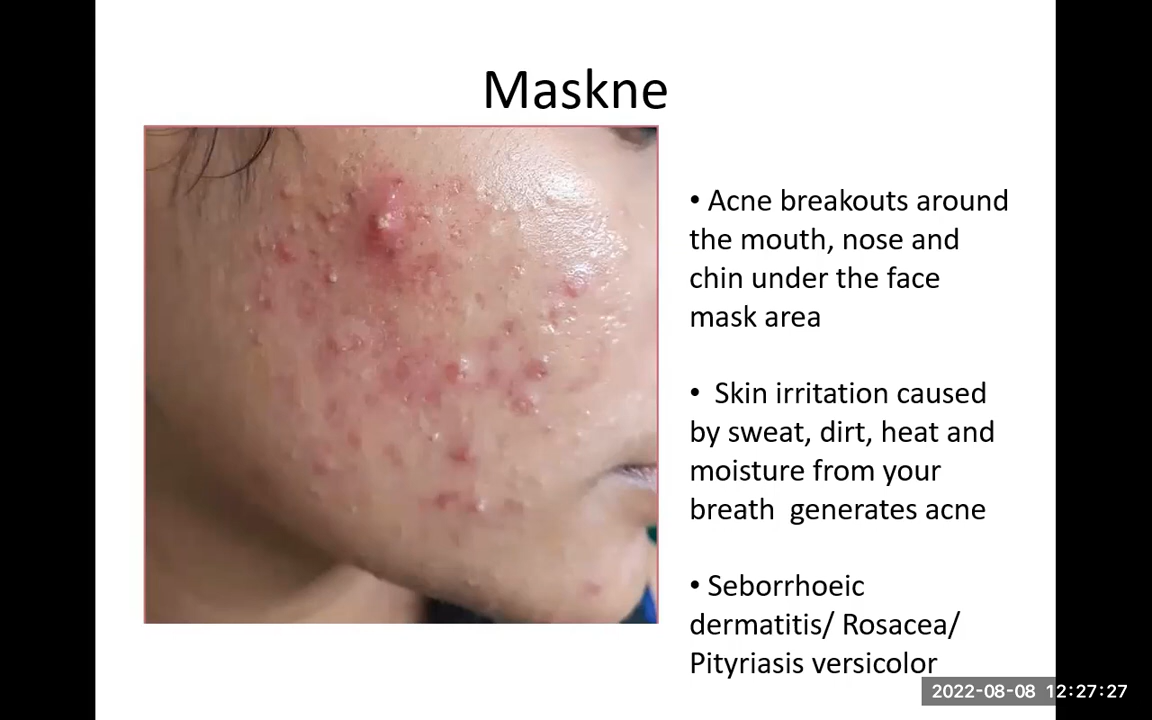 Maskne
• Acne breakouts around
the mouth, nose and
chin under the face
mask area
• Skin irritation caused
by sweat, dirt, heat and
moisture from your
breath  generates acne
• Seborrhoeic
dermatitis/ Rosacea/
Pityriasis versicolor
2022-08-08 12:27:27